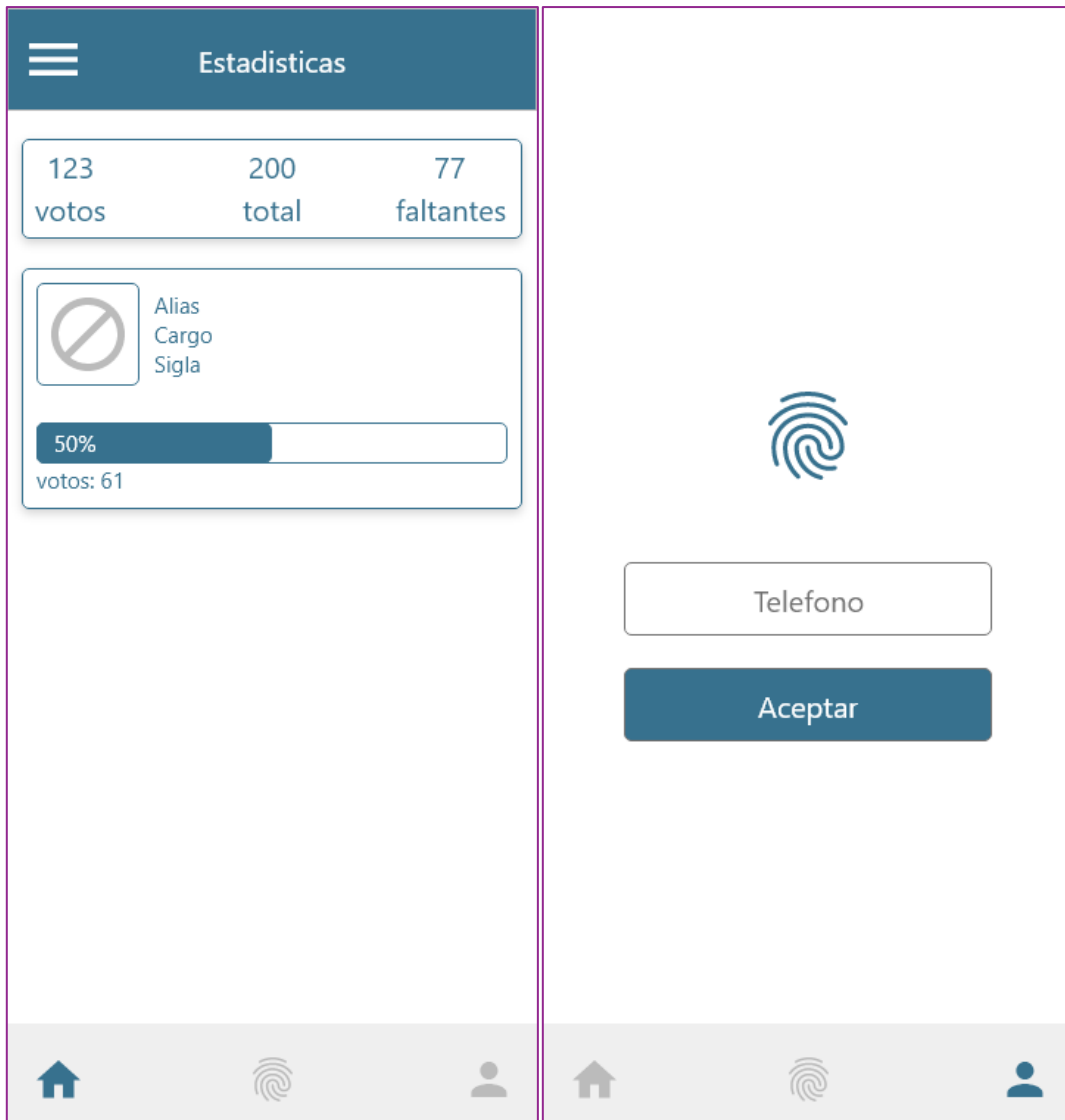 Estadisticas
123 200 77
votos total faltantes
Alias
Cargo
Sigla
50%
votos: 61
Telefono
Aceptar